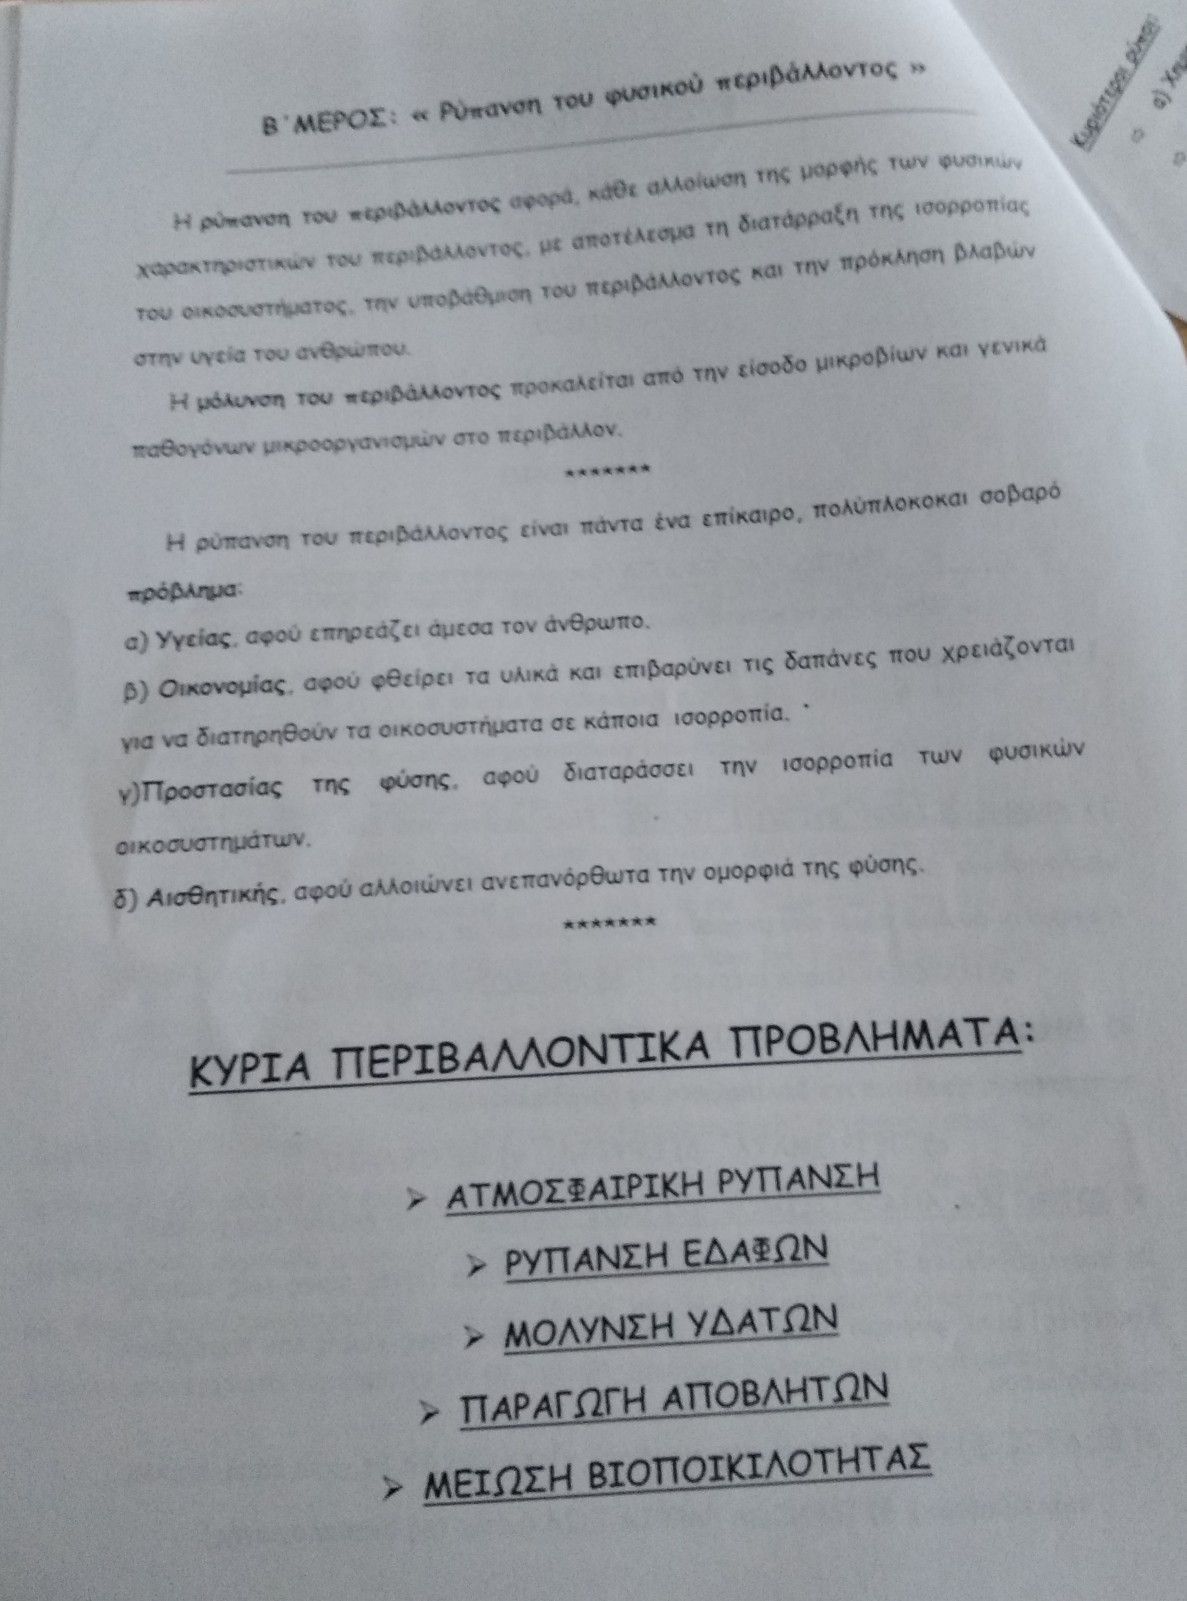 Β΄ΜΕΡΟΣ: « Ρύπανση του φυσικού περιβάλλοντος »
Η ρύπανση του περιβάλλοντος αφορά, κάθε αλλοίωση της μορφής των φυσικών
χαρακτηριστικών του περιβάλλοντος, με αποτέλεσμα τη διατάρραξη της ισορροπίας
του οικοσυστήματος, την υποβάθμιση του περιβάλλοντος και την πρόκληση βλαβών
στην υγεία του ανθρώπου.
Η μόλυνση του περιβάλλοντος προκαλείται από την είσοδο μικροβίων και γενικά
παθογόνων μικροοργανισμών στο περιβάλλον.
*******
Η ρύπανση του περιβάλλοντος είναι πάντα ένα επίκαιρο, πολύπλοκοκαι σοβαρό
πρόβλημα:
α) Υγείας, αφού επηρεάζει άμεσα τον άνθρωπο.
β) Οικονομίας, αφού φθείρει τα υλικά και επιβαρύνει τις δαπάνες που χρειάζονται
για να διατηρηθούν τα οικοσυστήματα σε κάποια ισορροπία.
γ)Προστασίας της φύσης, αφού διαταράσσει την ισορροπία των φυσικών
οικοσυστημάτων.
δ) Αισθητικής, αφού αλλοιώνει ανεπανόρθωτα την ομορφιά της φύσης.
*******
ΚΥΡΙΑ ΠΕΡΙΒΑΛΛΟΝΤΙΚΑ ΠΡΟΒΛΗΜΑΤΑ:
➢ ΑΤΜΟΣΦΑΙΡΙΚΗ ΡΥΠΑΝΣΗ
➢ ΡΥΠΑΝΣΗ ΕΔΑΦΩΝ
➢ ΜΟΛΥΝΣΗ ΥΔΑΤΩΝ
➢ ΠΑΡΑΓΩΓΗ ΑΠΟΒΛΗΤΩΝ
➢ ΜΕΙΩΣΗ ΒΙΟΠΟΙΚΙΛΟΤΗΤΑΣ
Κυριότεροι ρύποι:
α)